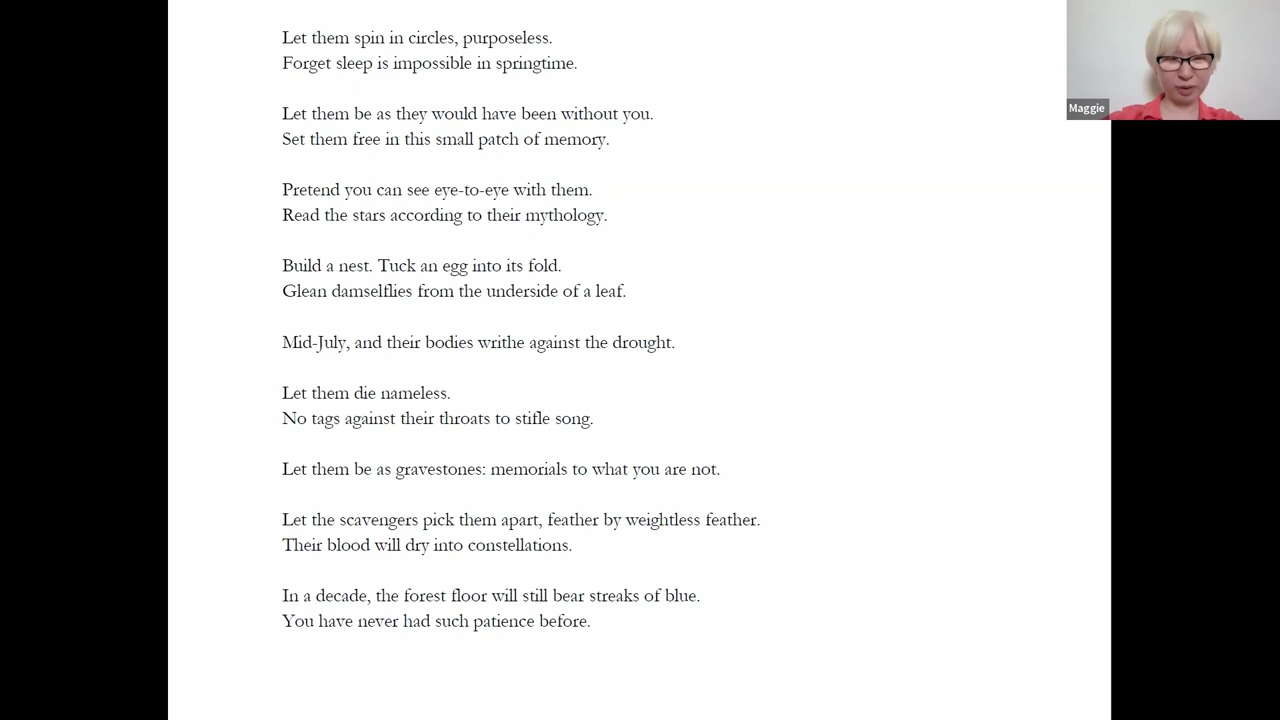 Let them spin in circles, purposeless.
Forget sleep is impossible in springtime.
Let them be as they would have been without you.
Set them free in this small patch of memory.
Pretend you can see eye-to-eye with them.
Read the stars according to their mythology.
Build a nest. Tuck an egg into its fold.
Glean damselflies from the underside of a leaf.
Mid-July, and their bodies writhe against the drought.
Let them die nameless.
No tags against their throats to stifle song.
Let them be as gravestones: memorials to what you are not.
Let the scavengers pick them apart, feather by weightless feather.
Their blood will dry into constellations.
In a decade, the forest floor will still bear streaks of blue.
You have never had such patience before.
Maggie